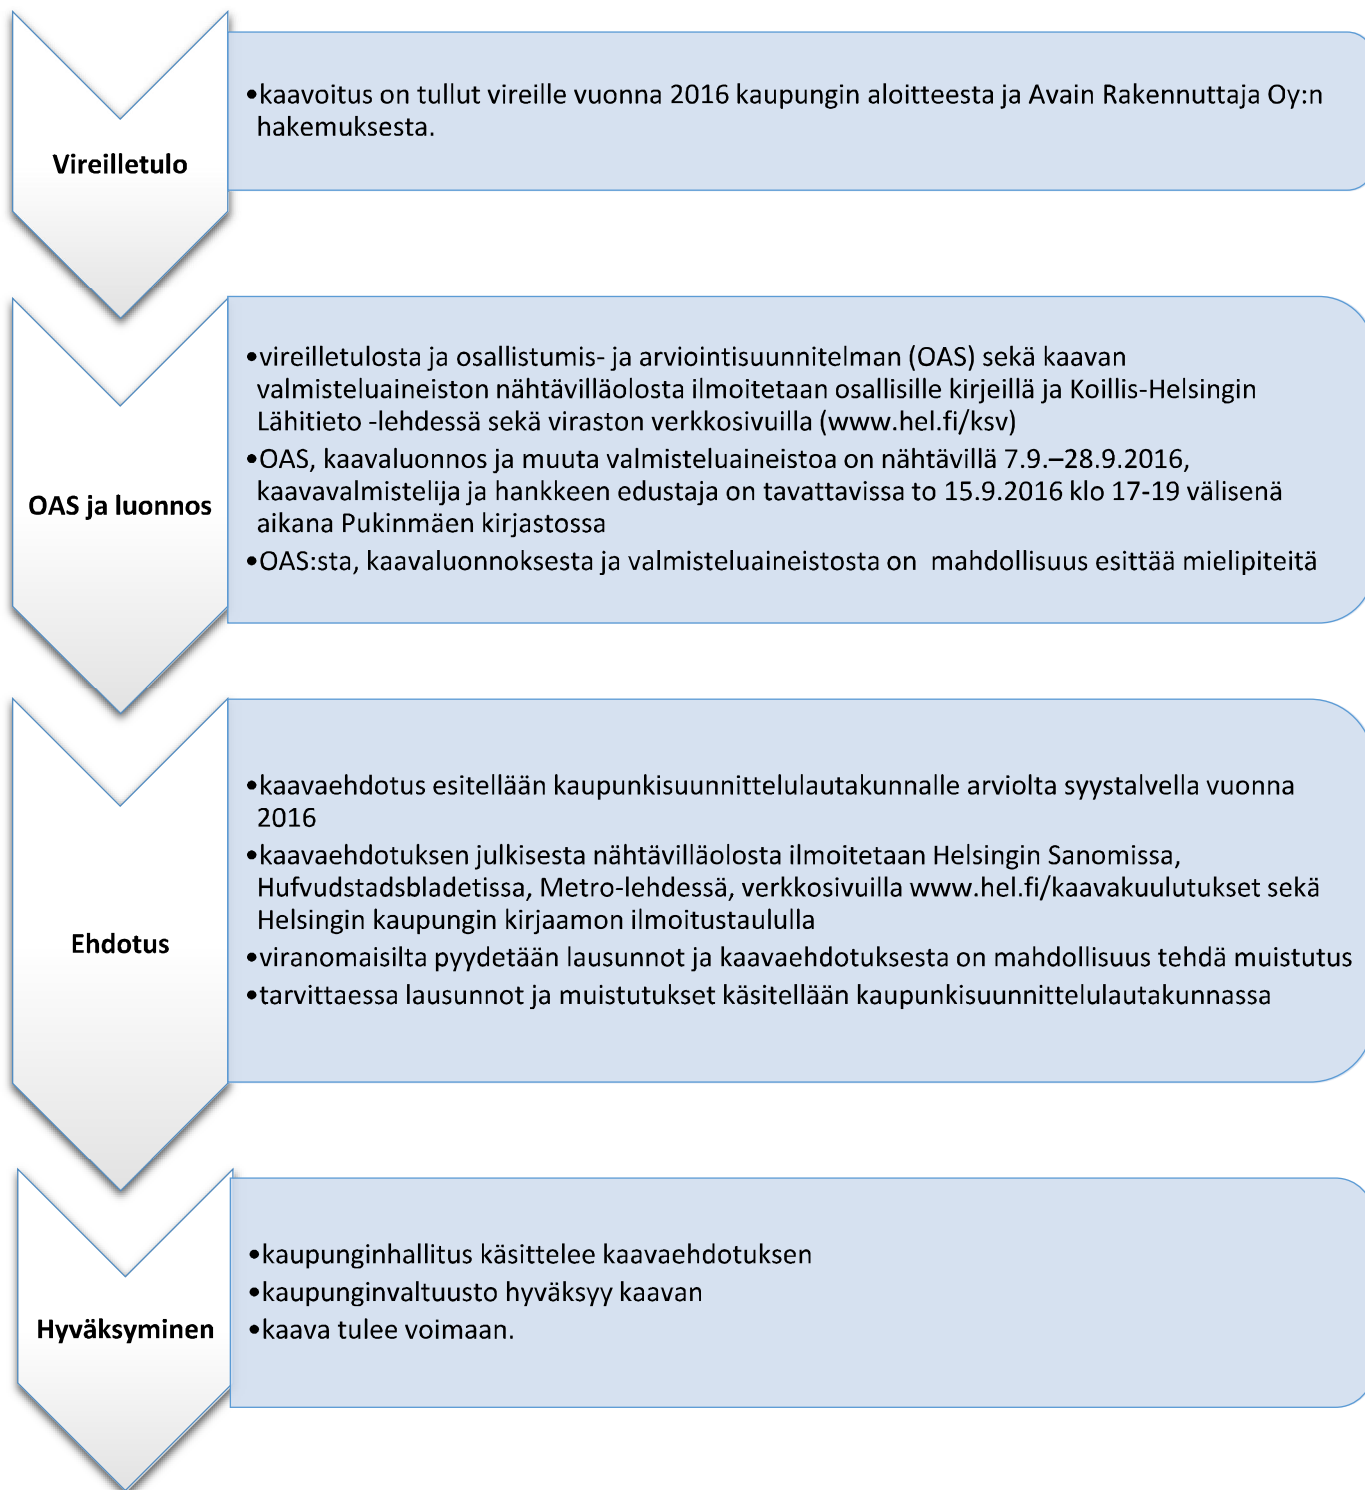 Vireilletulo
•kaavoitus on tullut vireille vuonna 2016 kaupungin aloitteesta ja Avain Rakennuttaja Oy:n
hakemuksesta.
OAS ja luonnos
•vireilletulosta ja osallistumis- ja arviointisuunnitelman (OAS) sekä kaavan
valmisteluaineiston nähtävilläolosta ilmoitetaan osallisille kirjeillä ja Koillis-Helsingin
Lähitieto -lehdessä sekä viraston verkkosivuilla (www.hel.fi/ksv)
•OAS, kaavaluonnos ja muuta valmisteluaineistoa on nähtävillä 7.9.–28.9.2016,
kaavavalmistelija ja hankkeen edustaja on tavattavissa to 15.9.2016 klo 17-19 välisenä
aikana Pukinmäen kirjastossa
•OAS:sta, kaavaluonnoksesta ja valmisteluaineistosta on  mahdollisuus esittää mielipiteitä
Ehdotus
•kaavaehdotus esitellään kaupunkisuunnittelulautakunnalle arviolta syystalvella vuonna
2016
•kaavaehdotuksen julkisesta nähtävilläolosta ilmoitetaan Helsingin Sanomissa,
Hufvudstadsbladetissa, Metro-lehdessä, verkkosivuilla www.hel.fi/kaavakuulutukset sekä
Helsingin kaupungin kirjaamon ilmoitustaululla
•viranomaisilta pyydetään lausunnot ja kaavaehdotuksesta on mahdollisuus tehdä muistutus
•tarvittaessa lausunnot ja muistutukset käsitellään kaupunkisuunnittelulautakunnassa
Hyväksyminen
•kaupunginhallitus käsittelee kaavaehdotuksen
•kaupunginvaltuusto hyväksyy kaavan
•kaava tulee voimaan.